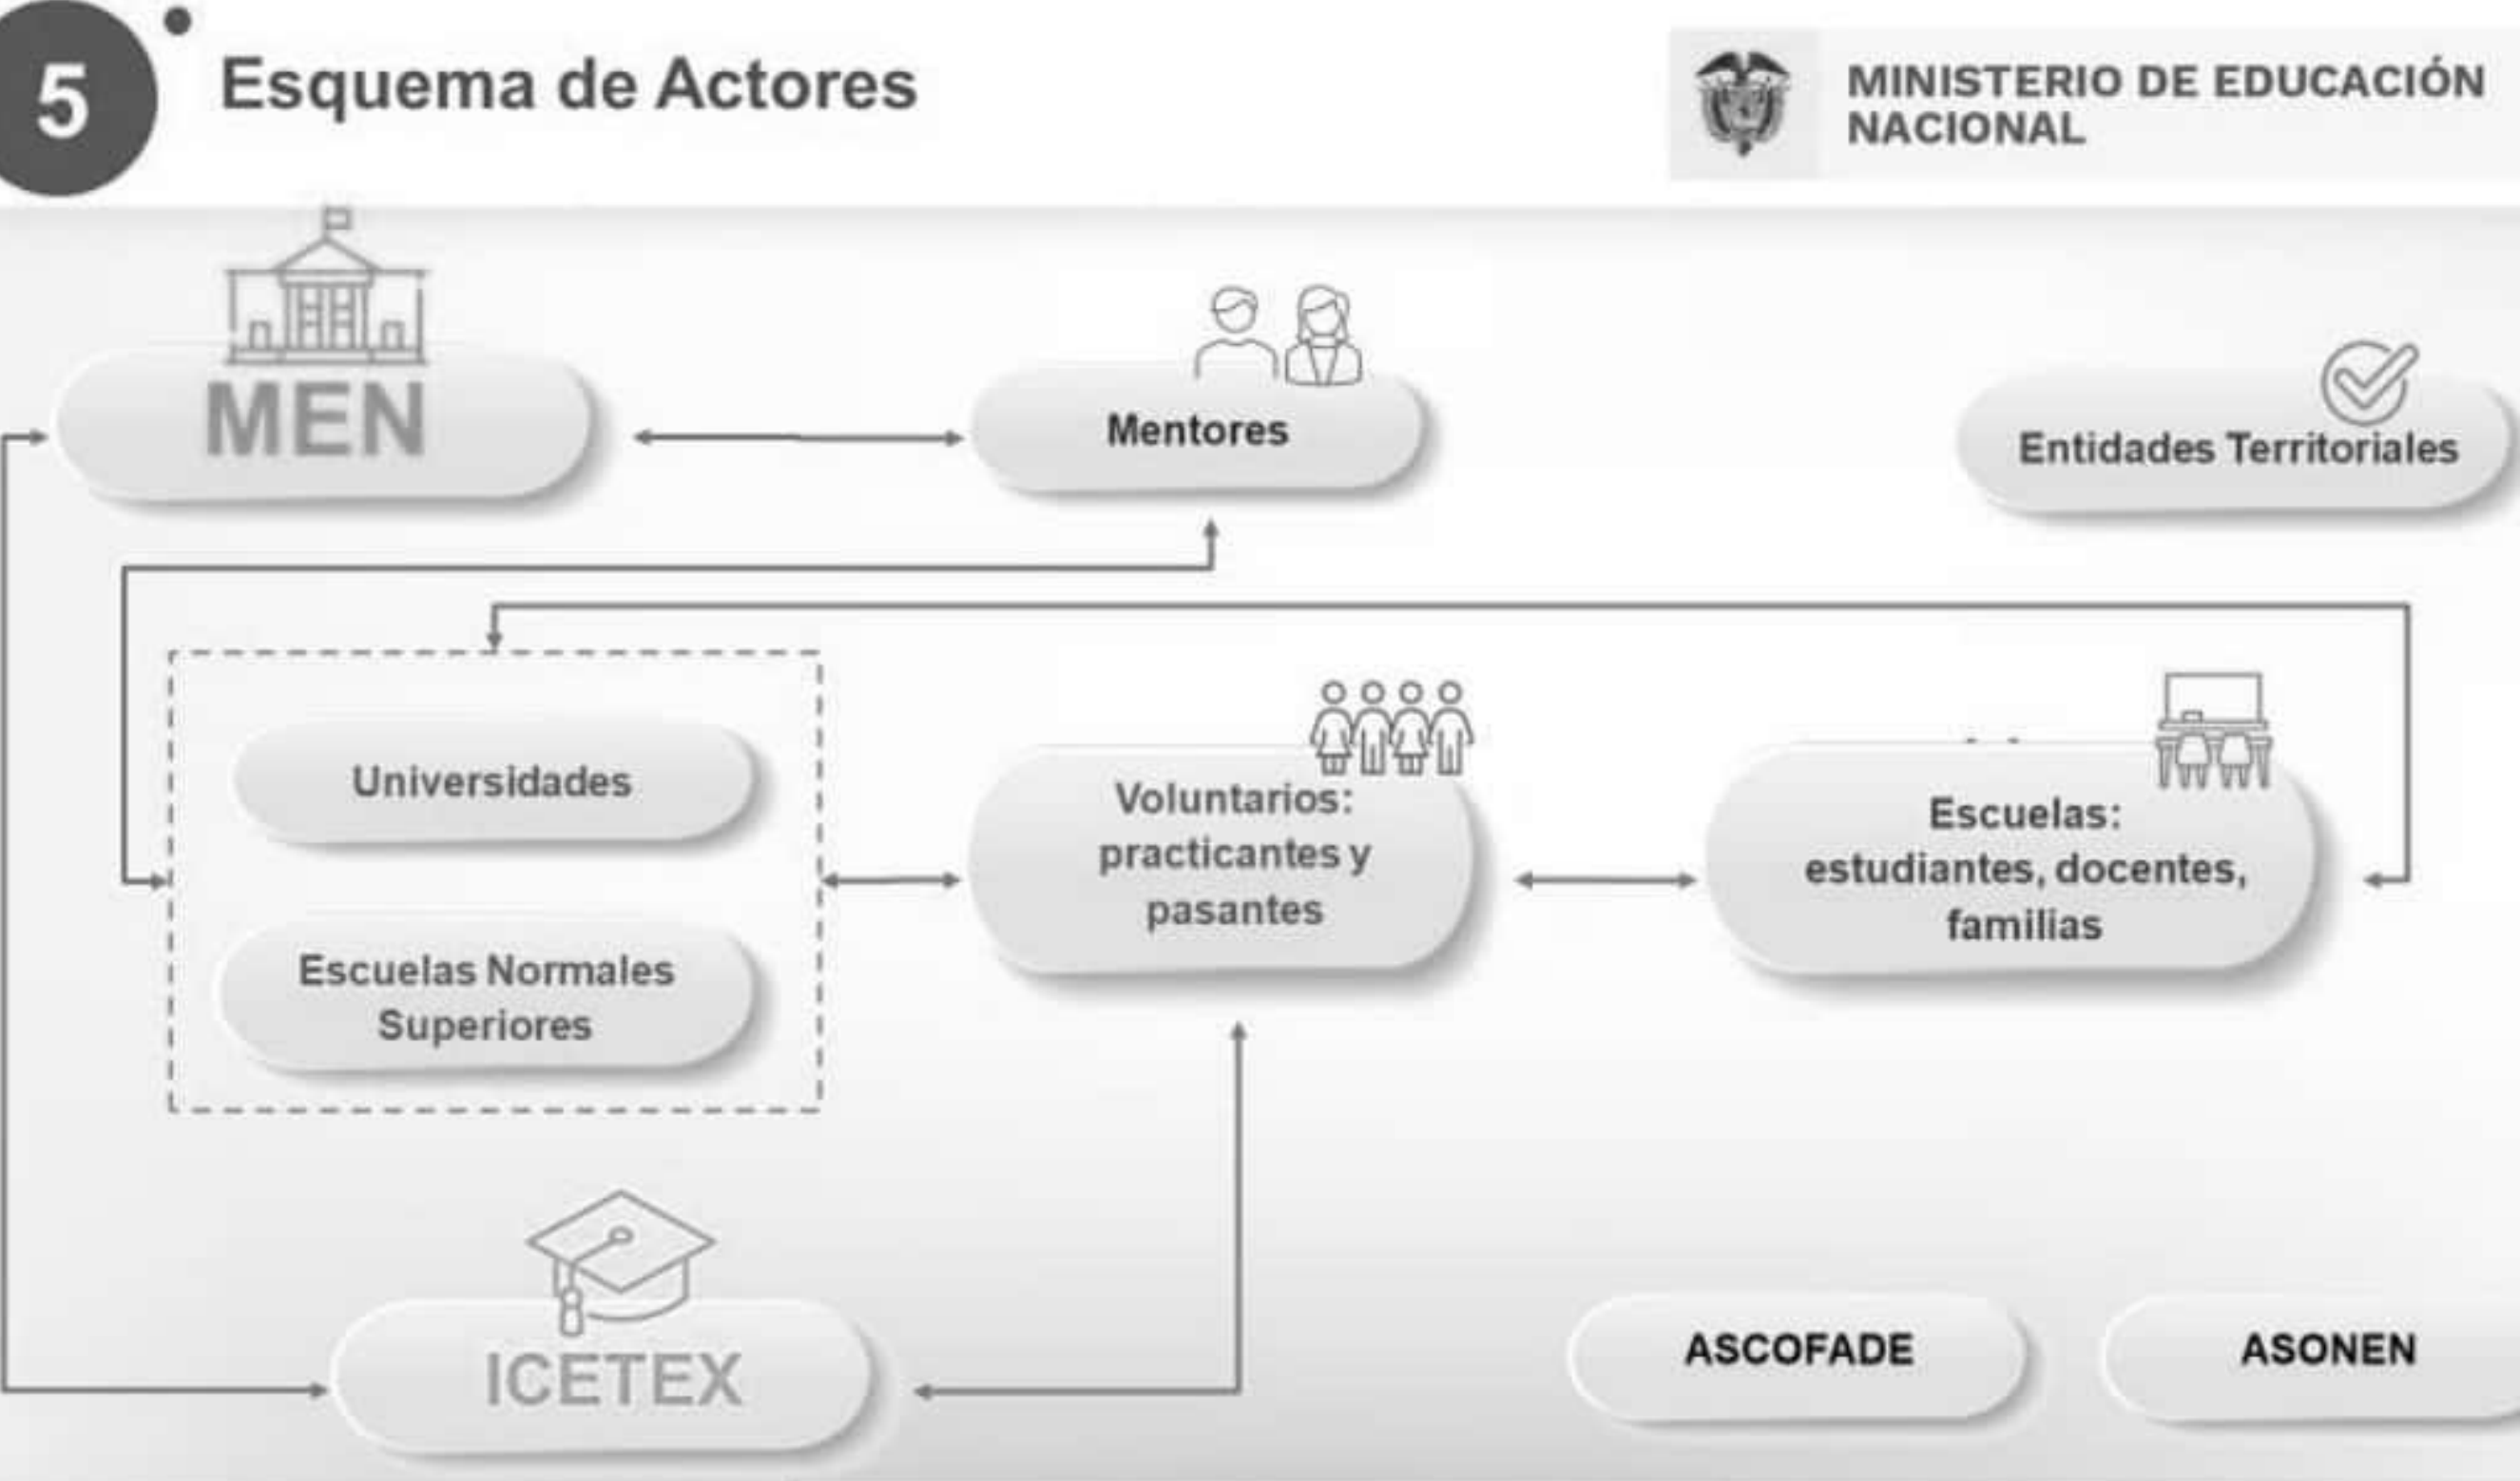 5
Esquema de Actores
MINISTERIO DE EDUCACIÓN
NACIONAL
MEN
Mentores
Entidades Territoriales
Universidades
Escuelas Normales
Superiores
Voluntarios:
practicantes y
pasantes
Escuelas:
estudiantes, docentes,
familias
ICETEX
ASCOFADE
ASONEN